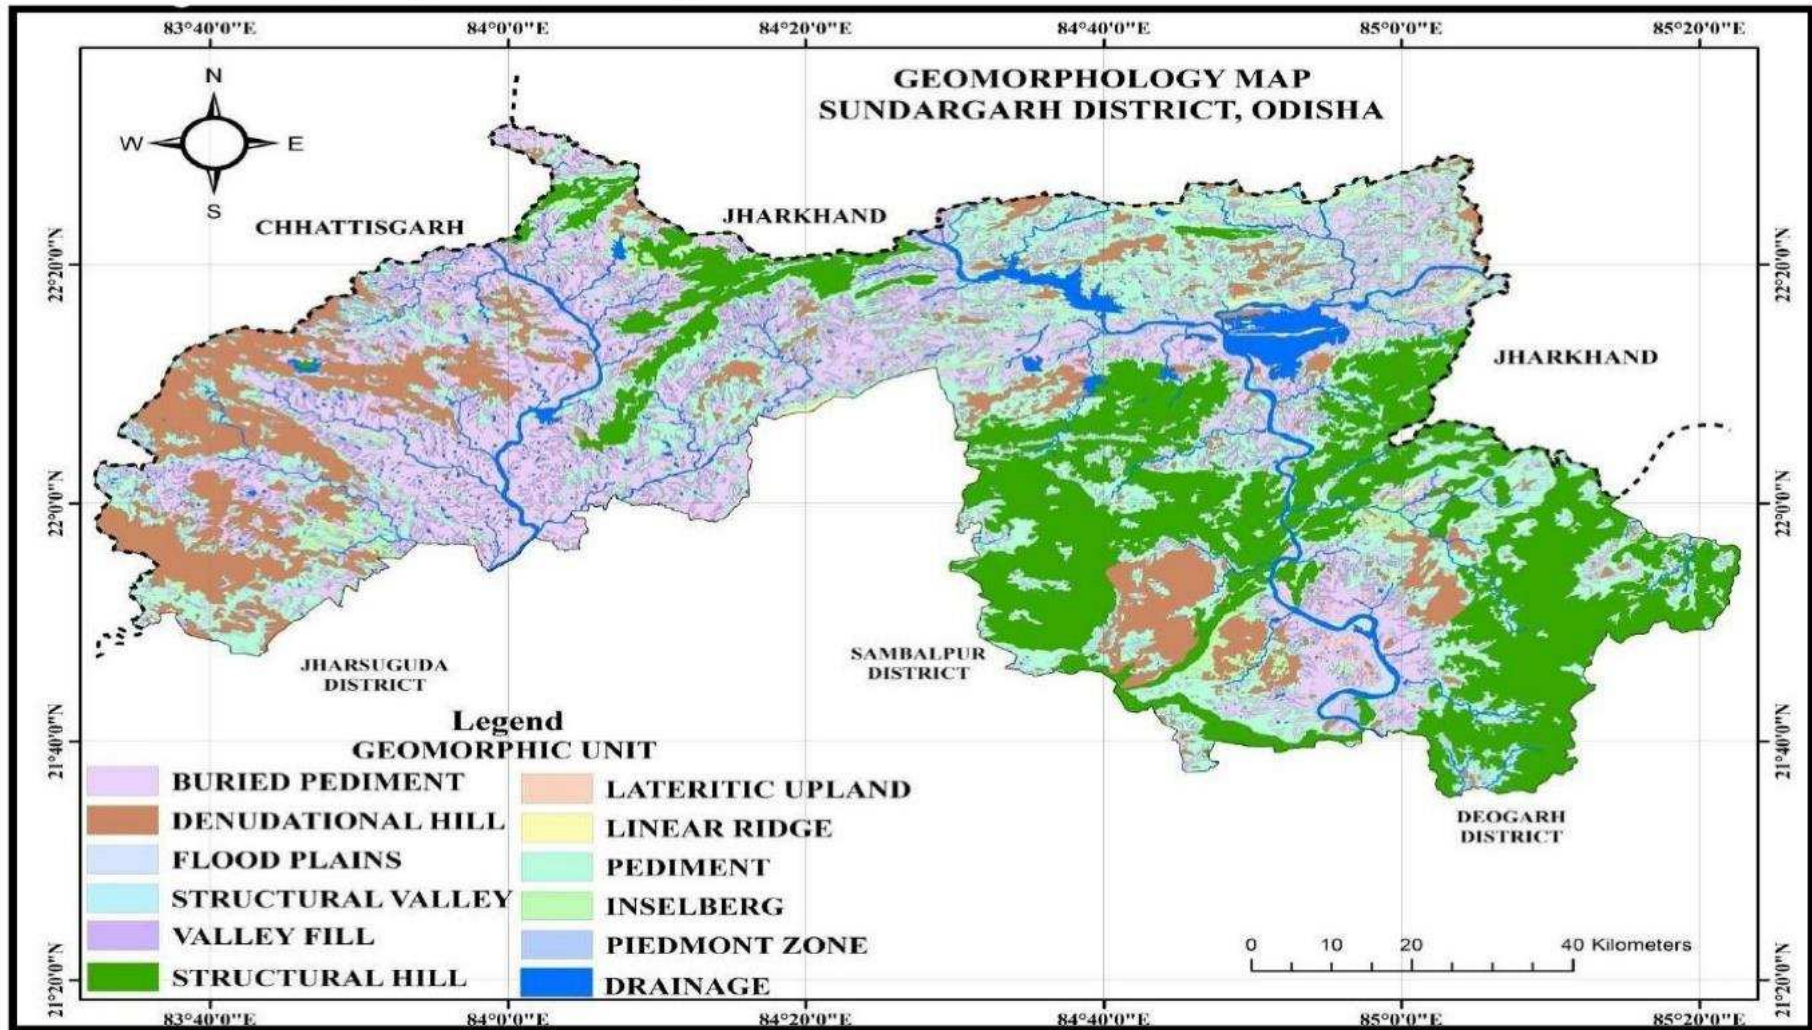 83°40'0"E 84°0'0"E 84°20'0"E 84°40'0"E 85°0'0"E 85°20'0"E
GEOMORPHOLOGY MAP
SUNDARGARH DISTRICT, ODISHA
N
W E
S
CHHATTISGARH
JHARKHAND
JHARKHAND
22°20'0"N
22°20'0"N
22°0'0"N
22°0'0"N
21°40'0"N
21°40'0"N
21°20'0"N
21°20'0"N
JHARSUGUDA
DISTRICT
SAMBALPUR
DISTRICT
DEOGARH
DISTRICT
Legend
GEOMORPHIC UNIT
BURIED PEDIMENT
DENUDATIONAL HILL
FLOOD PLAINS
STRUCTURAL VALLEY
VALLEY FILL
STRUCTURAL HILL
LATERITIC UPLAND
LINEAR RIDGE
PEDIMENT
INSELBERG
PIEDMONT ZONE
DRAINAGE
0 10 20 40 Kilometers
83°40'0"E 84°0'0"E 84°20'0"E 84°40'0"E 85°0'0"E 85°20'0"E